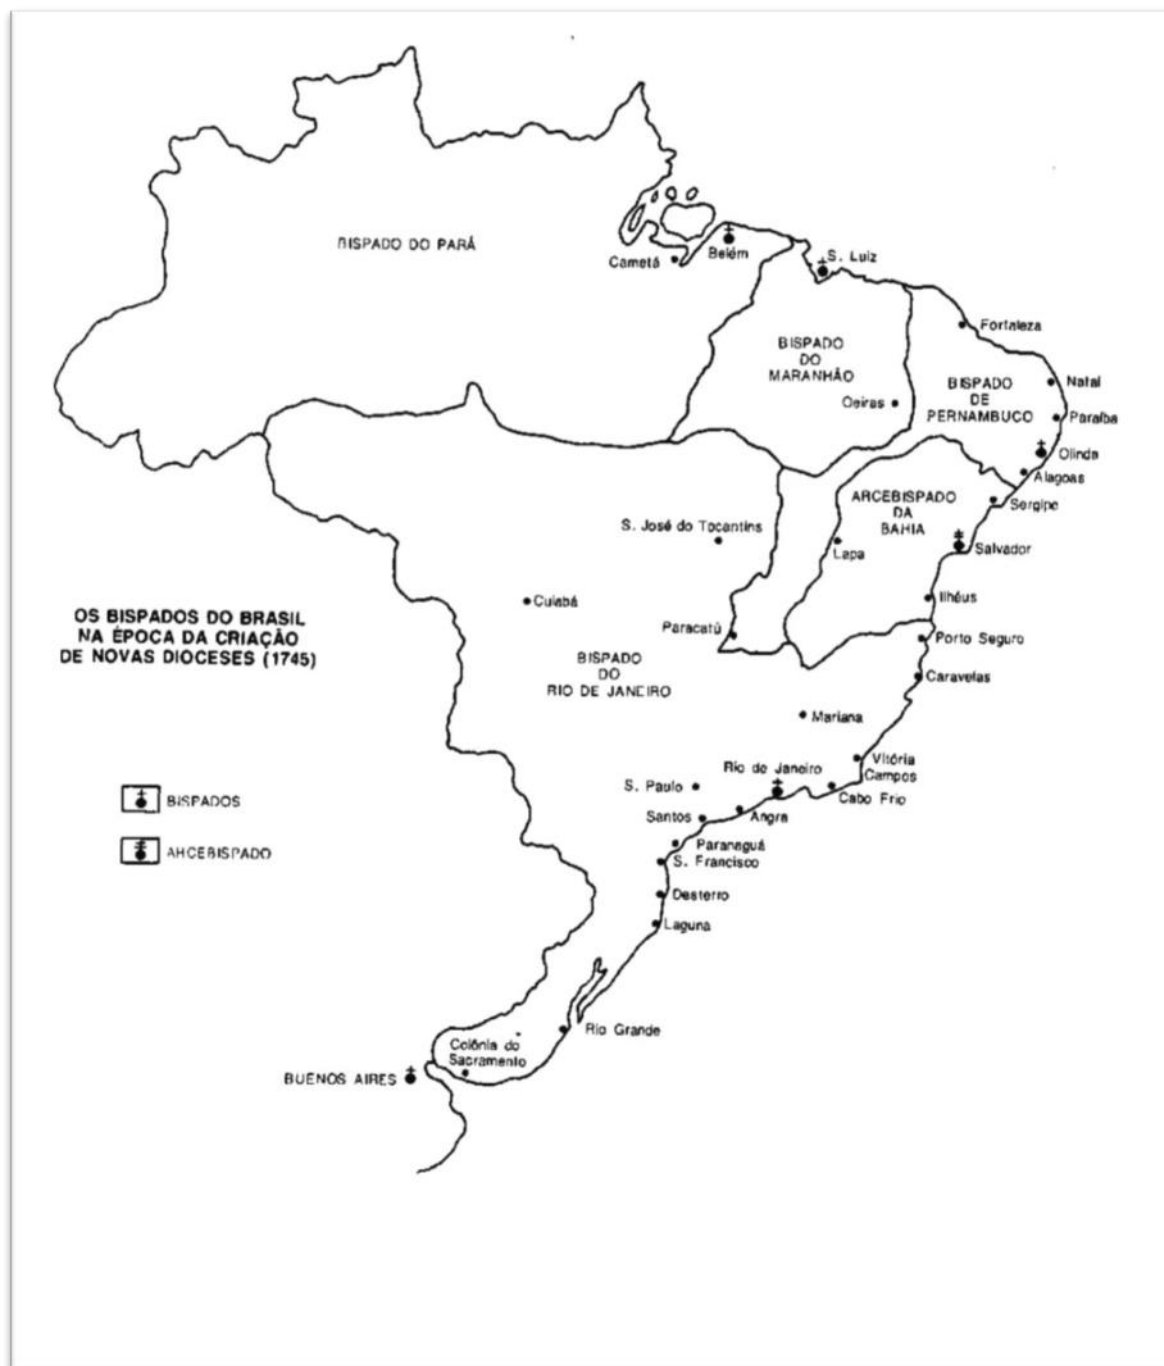 BISPADO DO PARÁ
Cametá
Belém
S. Luiz
Fortaleza
BISPADO
DO
MARANHÃO
Oeiras
BISPADO
DE
PERNAMBUCO
Natal
Paraíba
Olinda
Alagoas
ARCEBISPADO
DA
BAHIA
Sergipe
S. José do Tocantins
Lapa
Salvador
Cuiabá
Ilhéus
OS BISPADOS DO BRASIL
NA ÉPOCA DA CRIAÇÃO
DE NOVAS DIOCESES (1745)
Paracatú
Porto Seguro
BISPADO
DO
RIO DE JANEIRO
Caravelas
Mariana
Vitória
Rio de Janeiro
Campos
S. Paulo
Cabo Frio
BISPADOS
Santos
Angra
Paranaguá
ARCEBISPADO
S. Francisco
Desterro
Laguna
Rio Grande
Colônia do
Sacramento
BUENOS AIRES